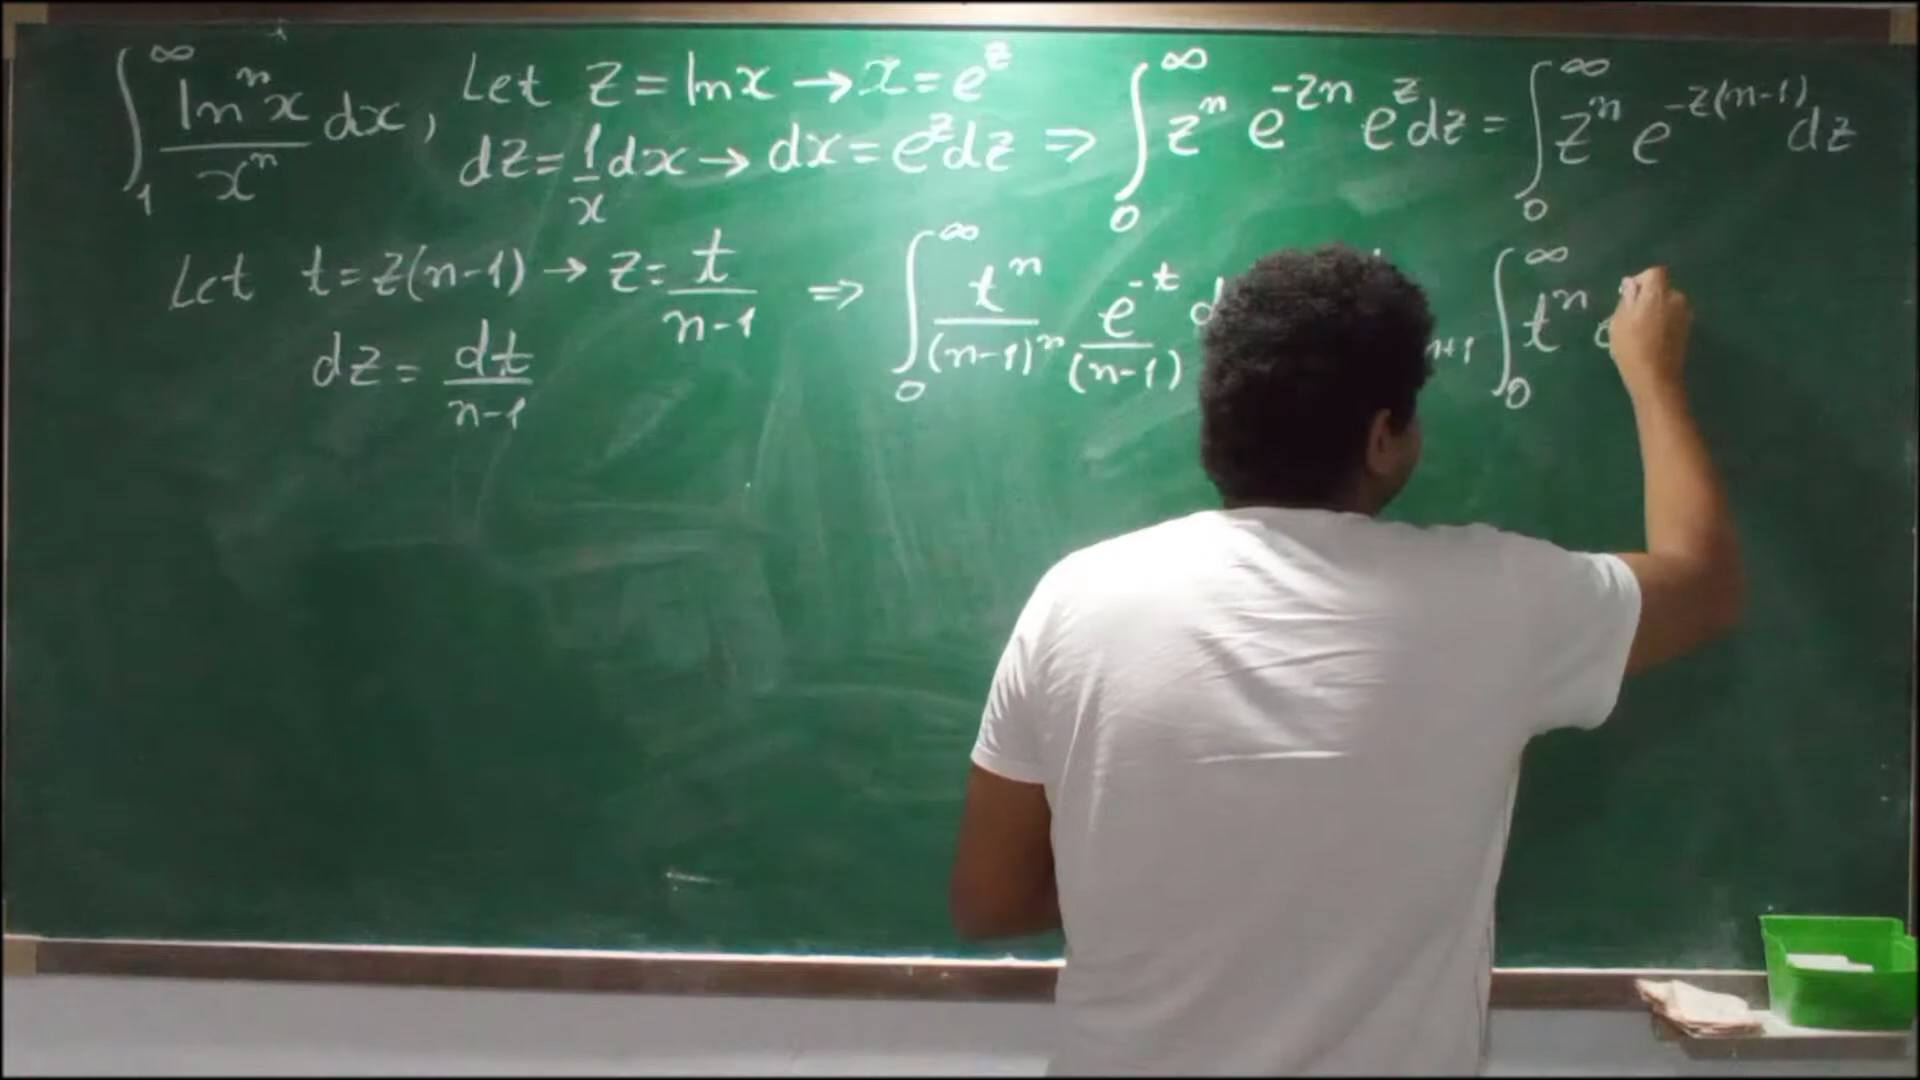 ∫₁^∞ lnⁿx/xⁿ dx, Let z = lnx → x = e^z
dz = 1/x dx → dx = e^z dz ⇒ ∫₀^∞ zⁿ e^(-zn) e^z dz = ∫₀^∞ zⁿ e^(-z(n-1)) dz
Let t = z(n-1) → z = t/(n-1) ⇒ ∫₀^∞ tⁿ/(n-1)ⁿ e^(-t)/(n-1) n+1 ∫₀^∞ tⁿ
dz = dt/(n-1)